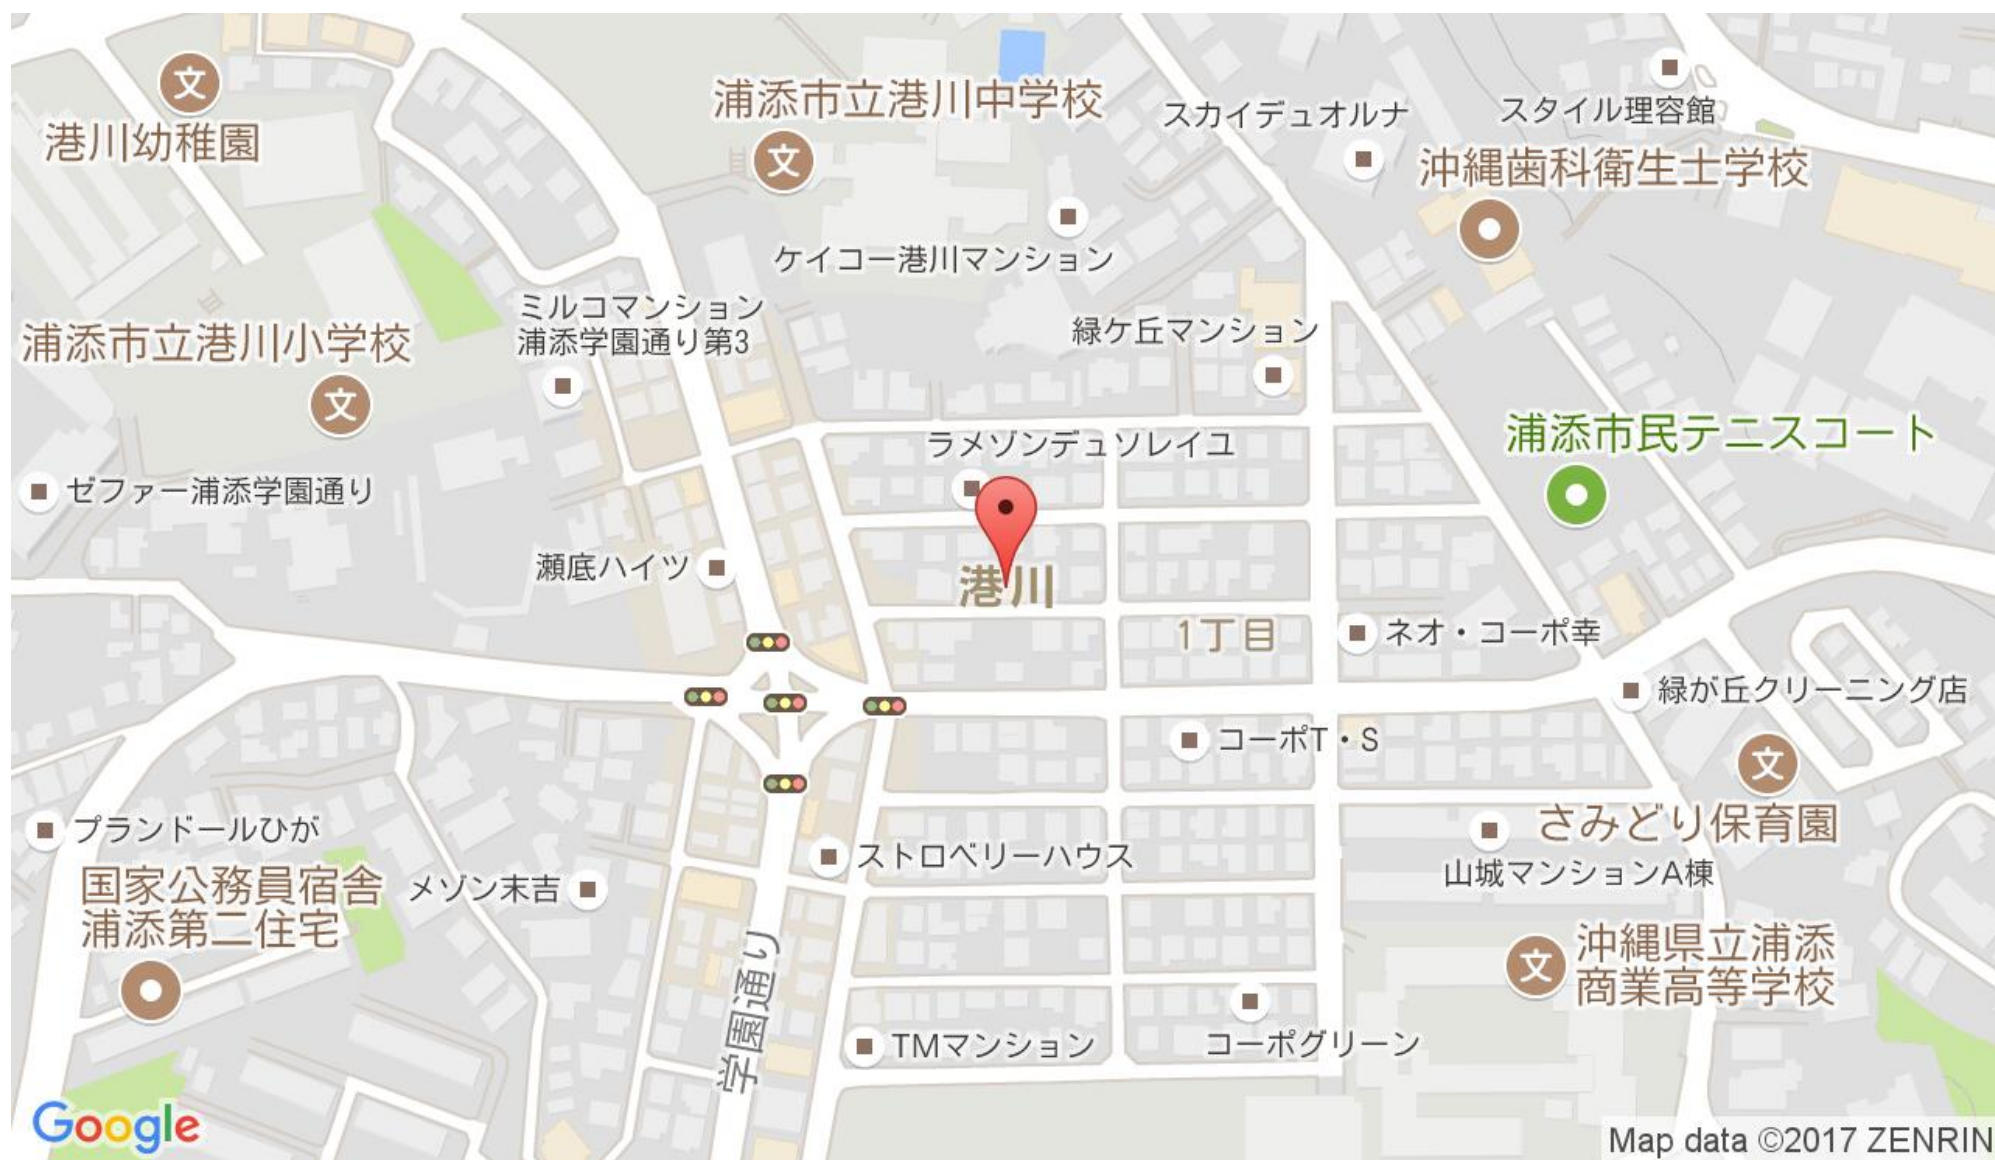 港川幼稚園
浦添市立港川中学校
スカイデュオルナ
スタイル理容館
沖縄歯科衛生士学校
ケイコー港川マンション
ミルコマンション
浦添学園通り第3
緑ケ丘マンション
浦添市立港川小学校
浦添市民テニスコート
ラメゾンデュソレイユ
ゼファー浦添学園通り
瀬底ハイツ
港川
1丁目
ネオ・コーポ幸
緑が丘クリーニング店
コーポT・S
プランドールひが
ストロベリーハウス
さみどり保育園
山城マンションA棟
国家公務員宿舎
浦添第二住宅
メゾン末吉
沖縄県立浦添
商業高等学校
学園通り
TMマンション
コーポグリーン
Google
Map data ©2017 ZENRIN
文
文
文
文
文